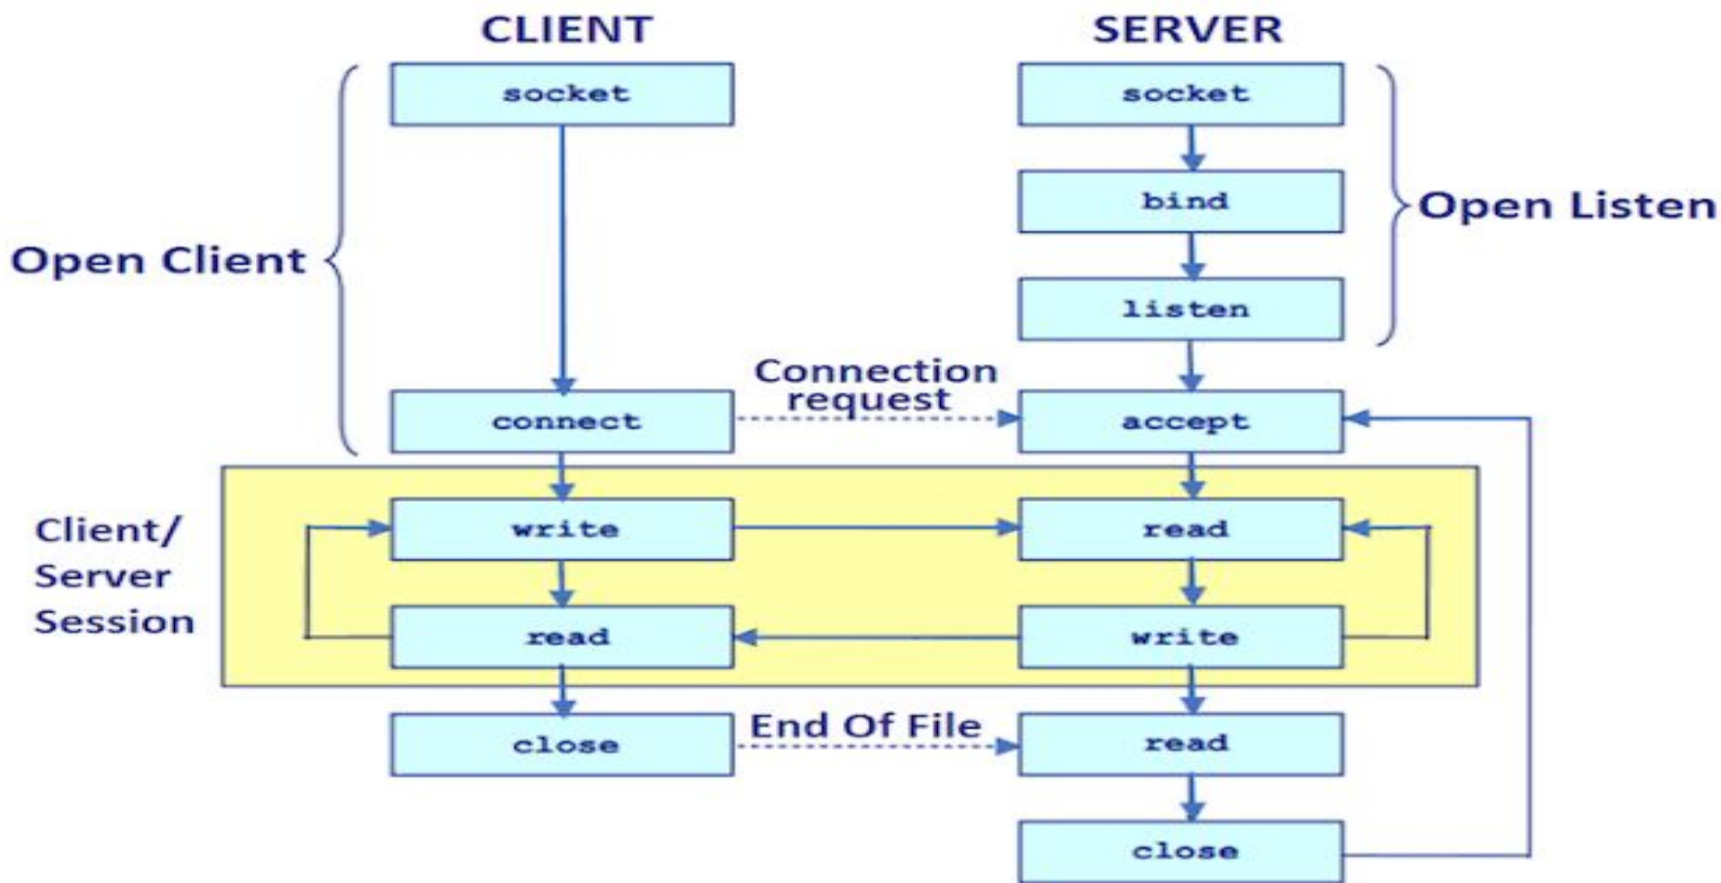 CLIENT
SERVER
socket
socket
bind
Open Listen
Open Client
listen
Connection
request
connect
accept
Client/
Server
Session
write
read
read
write
End Of File
close
read
close